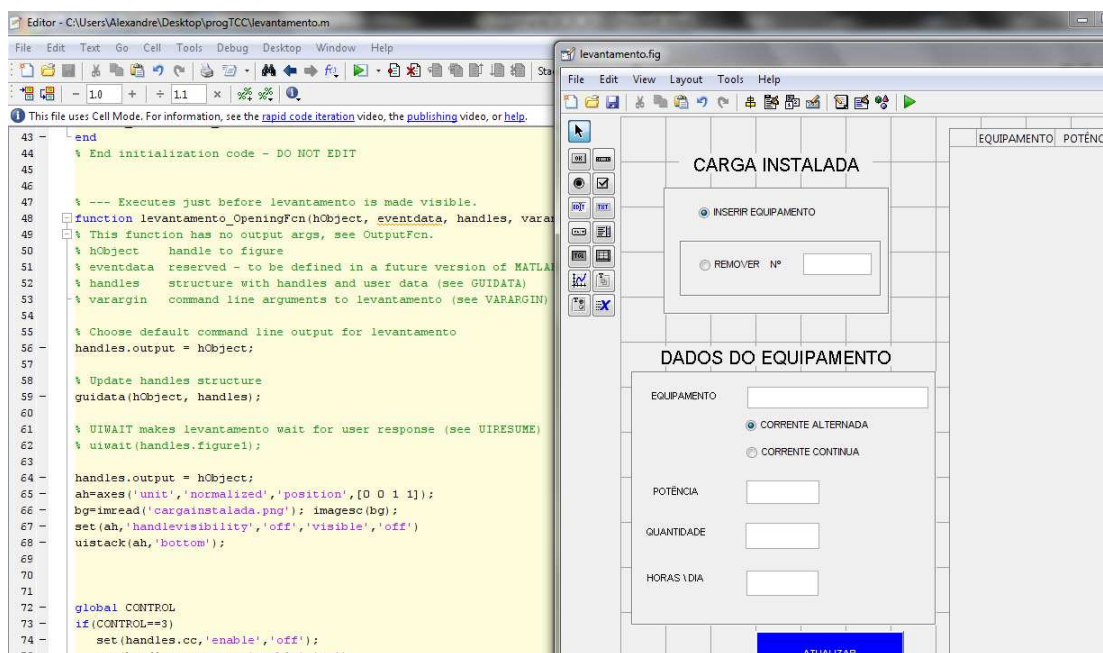 Editor - C:\Users\Alexandre\Desktop\progTCC\levantamento.m
File Edit Text Go Cell Tools Debug Desktop Window Help
Sta
- 1.0 + ÷ 1.1 ×
This file uses Cell Mode. For information, see the rapid code iteration video, the publishing video, or help.
43 - end
44 % End initialization code - DO NOT EDIT
45
46
47 % --- Executes just before levantamento is made visible.
48 function levantamento_OpeningFcn(hObject, eventdata, handles, varar
49 % This function has no output args, see OutputFcn.
50 % hObject    handle to figure
51 % eventdata  reserved - to be defined in a future version of MATLA
52 % handles    structure with handles and user data (see GUIDATA)
53 % varargin   command line arguments to levantamento (see VARARGIN)
54
55 % Choose default command line output for levantamento
56 - handles.output = hObject;
57
58 % Update handles structure
59 - guidata(hObject, handles);
60
61 % UIWAIT makes levantamento wait for user response (see UIRESUME)
62 % uiwait(handles.figure1);
63
64 - handles.output = hObject;
65 - ah=axes('unit','normalized','position',[0 0 1 1]);
66 - bg=imread('cargainstalada.png'); imagesc(bg);
67 - set(ah,'handlevisibility','off','visible','off')
68 - uistack(ah,'bottom');
69
70
71
72 - global CONTROL
73 - if(CONTROL==3)
74 - set(handles.cc,'enable','off');
levantamento.fig
File Edit View Layout Tools Help
OK
EDIT TXT
TGL
EQUIPAMENTO POTÊNC
CARGA INSTALADA
INSERIR EQUIPAMENTO
REMOVER Nº
DADOS DO EQUIPAMENTO
EQUIPAMENTO
CORRENTE ALTERNADA
CORRENTE CONTINUA
POTÊNCIA
QUANTIDADE
HORAS \ DIA
ATUALIZAR